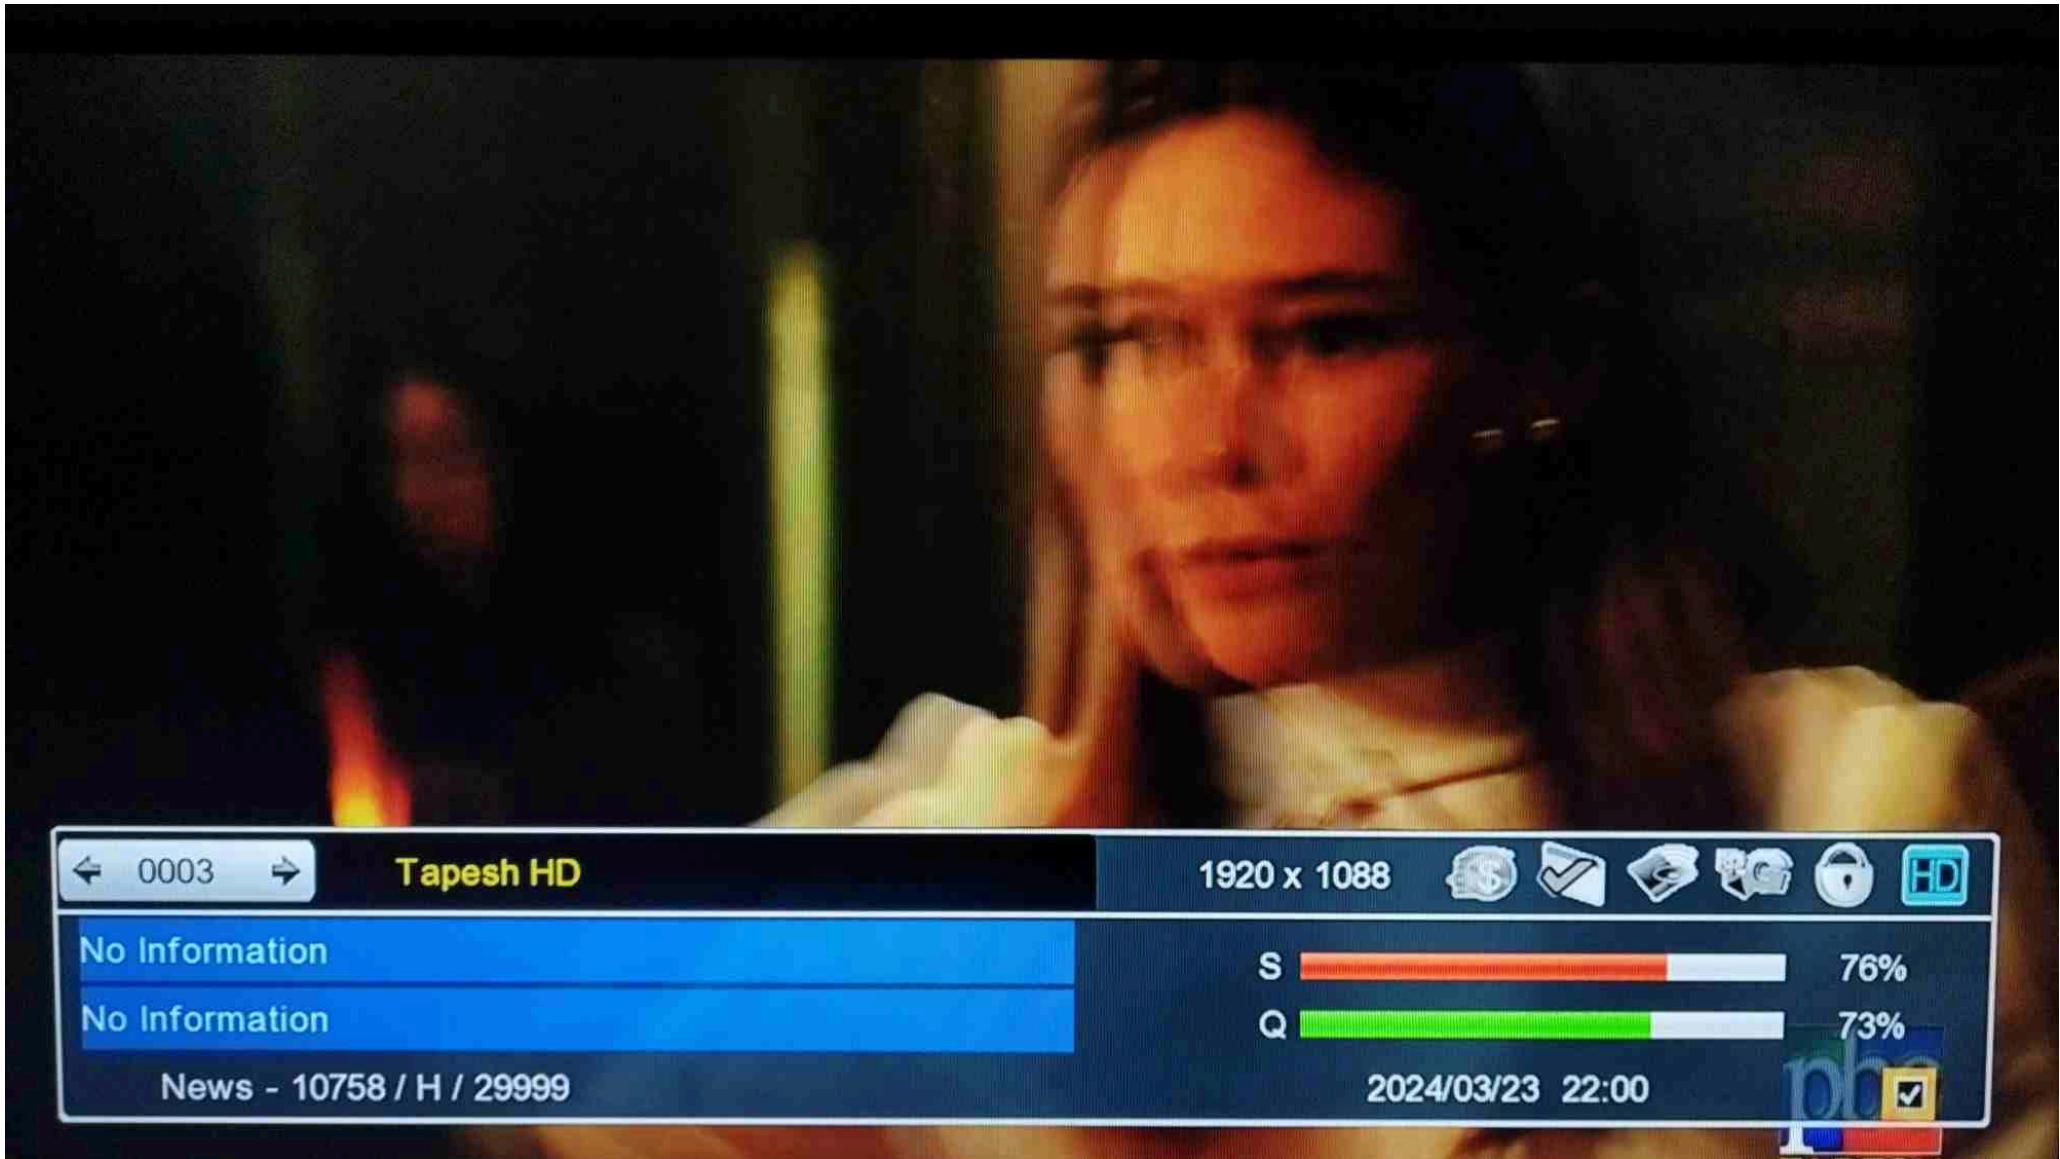 0003
Tapesh HD
1920 x 1088
HD
No Information
S 76%
No Information
Q 73%
News - 10758 / H / 29999
2024/03/23 22:00